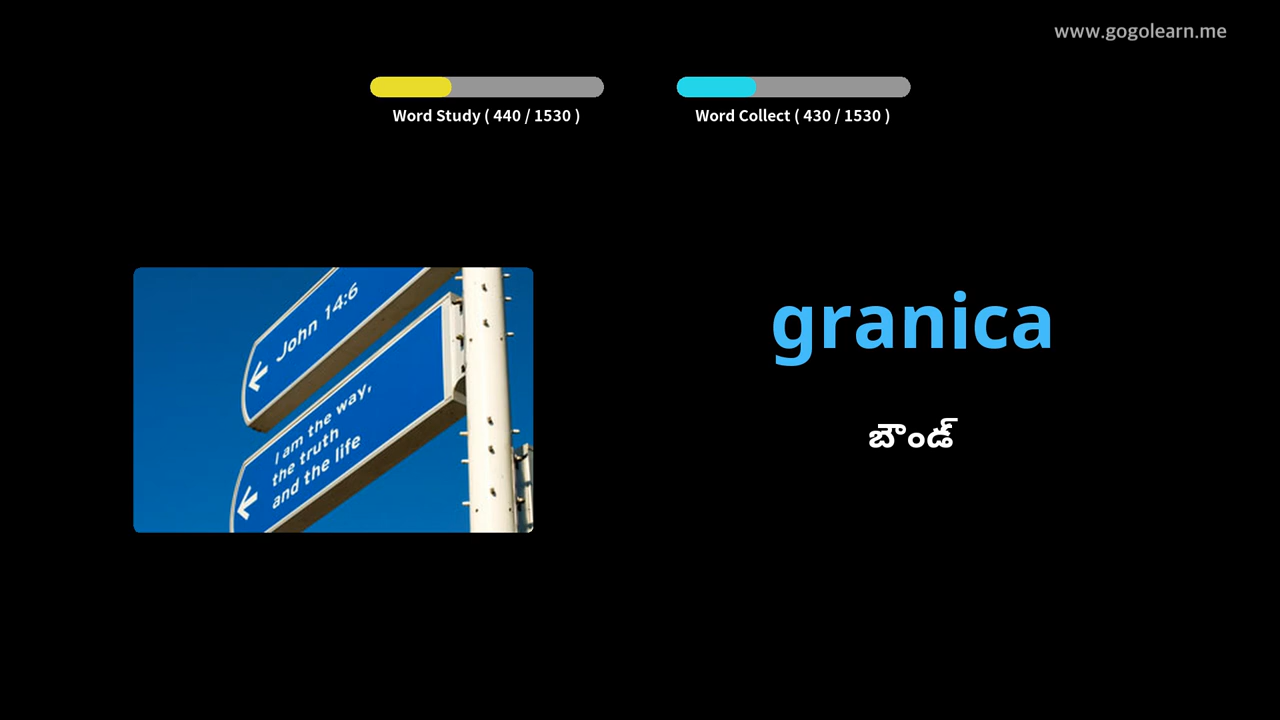 www.gogolearn.me
Word Study ( 440 / 1530 )
Word Collect ( 430 / 1530 )
John 14:6
I am the way,
the truth
and the life
granica
బౌండ్